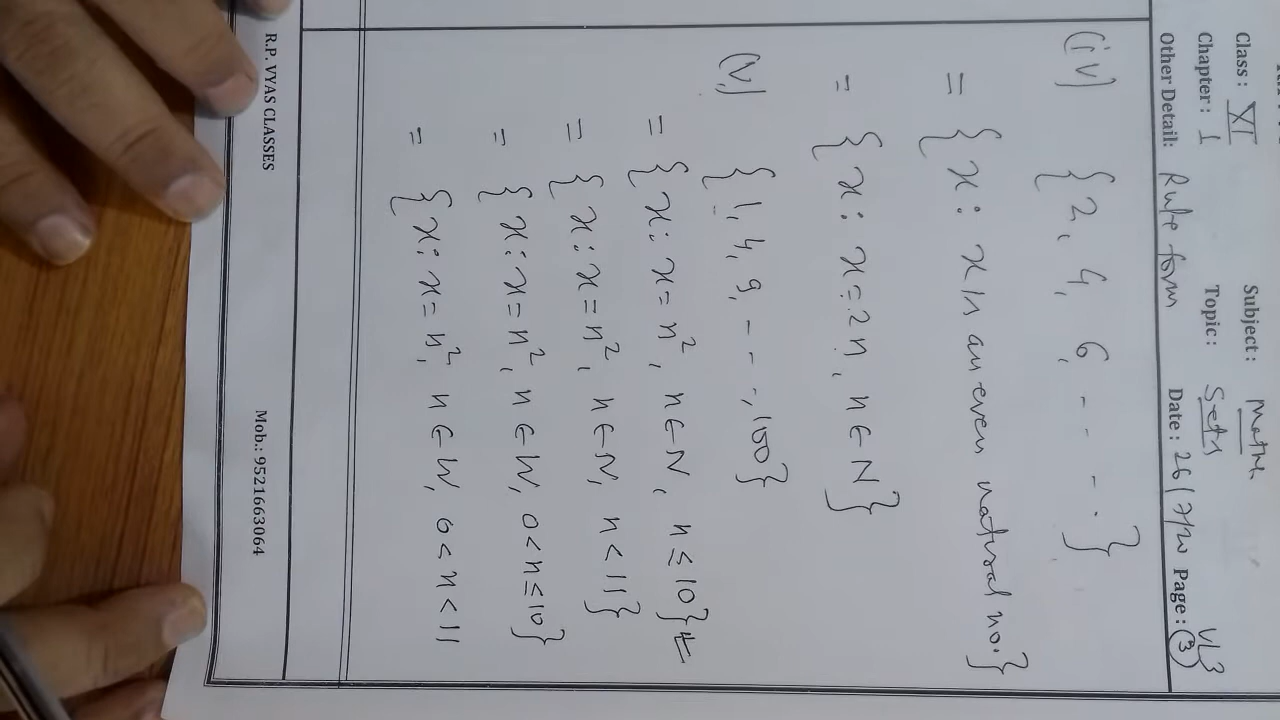 Class : XI Subject : Maths
Chapter : 1 Topic : Sets VL3
Other Detail: Rule form Date : 26/7/20 Page : (3)
(iv) {2, 4, 6, - - - .}
= {x : x is an even natural no.}
= {x : x = 2n, n ∈ N}
(v) {1, 4, 9, - - -, 100}
= {x : x = n², n ∈ N, n ≤ 10}
= {x : x = n², n ∈ N, n < 11}
= {x : x = n², n ∈ W, 0 < n ≤ 10}
= {x : x = n², n ∈ W, 0 < n < 11
R.P. VYAS CLASSES Mob.: 9521663064